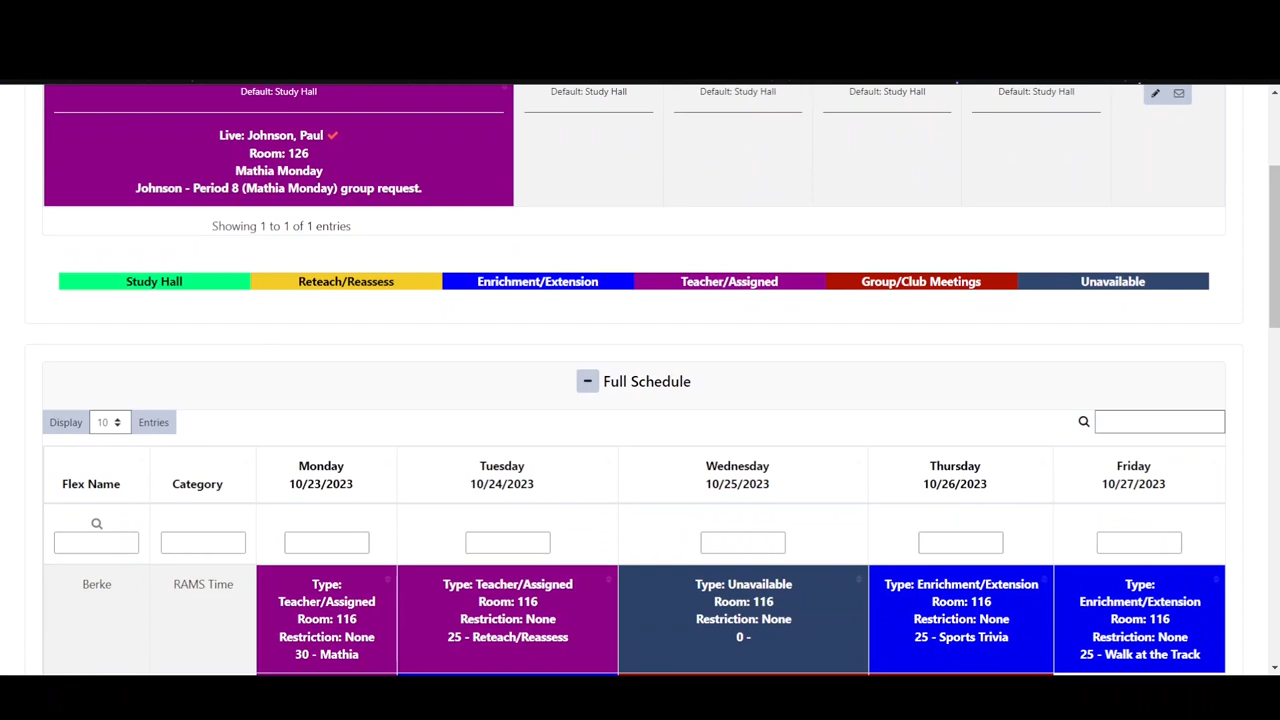 Default: Study Hall
Default: Study Hall
Default: Study Hall
Default: Study Hall
Default: Study Hall
Live: Johnson, Paul
Room: 126
Mathia Monday
Johnson - Period 8 (Mathia Monday) group request.
Showing 1 to 1 of 1 entries
Study Hall
Reteach/Reassess
Enrichment/Extension
Teacher/Assigned
Group/Club Meetings
Unavailable
Full Schedule
Display
10
Entries
Flex Name
Category
Monday
10/23/2023
Tuesday
10/24/2023
Wednesday
10/25/2023
Thursday
10/26/2023
Friday
10/27/2023
Berke
RAMS Time
Type:
Teacher/Assigned
Room: 116
Restriction: None
30 - Mathia
Type: Teacher/Assigned
Room: 116
Restriction: None
25 - Reteach/Reassess
Type: Unavailable
Room: 116
Restriction: None
0 -
Type: Enrichment/Extension
Room: 116
Restriction: None
25 - Sports Trivia
Type:
Enrichment/Extension
Room: 116
Restriction: None
25 - Walk at the Track